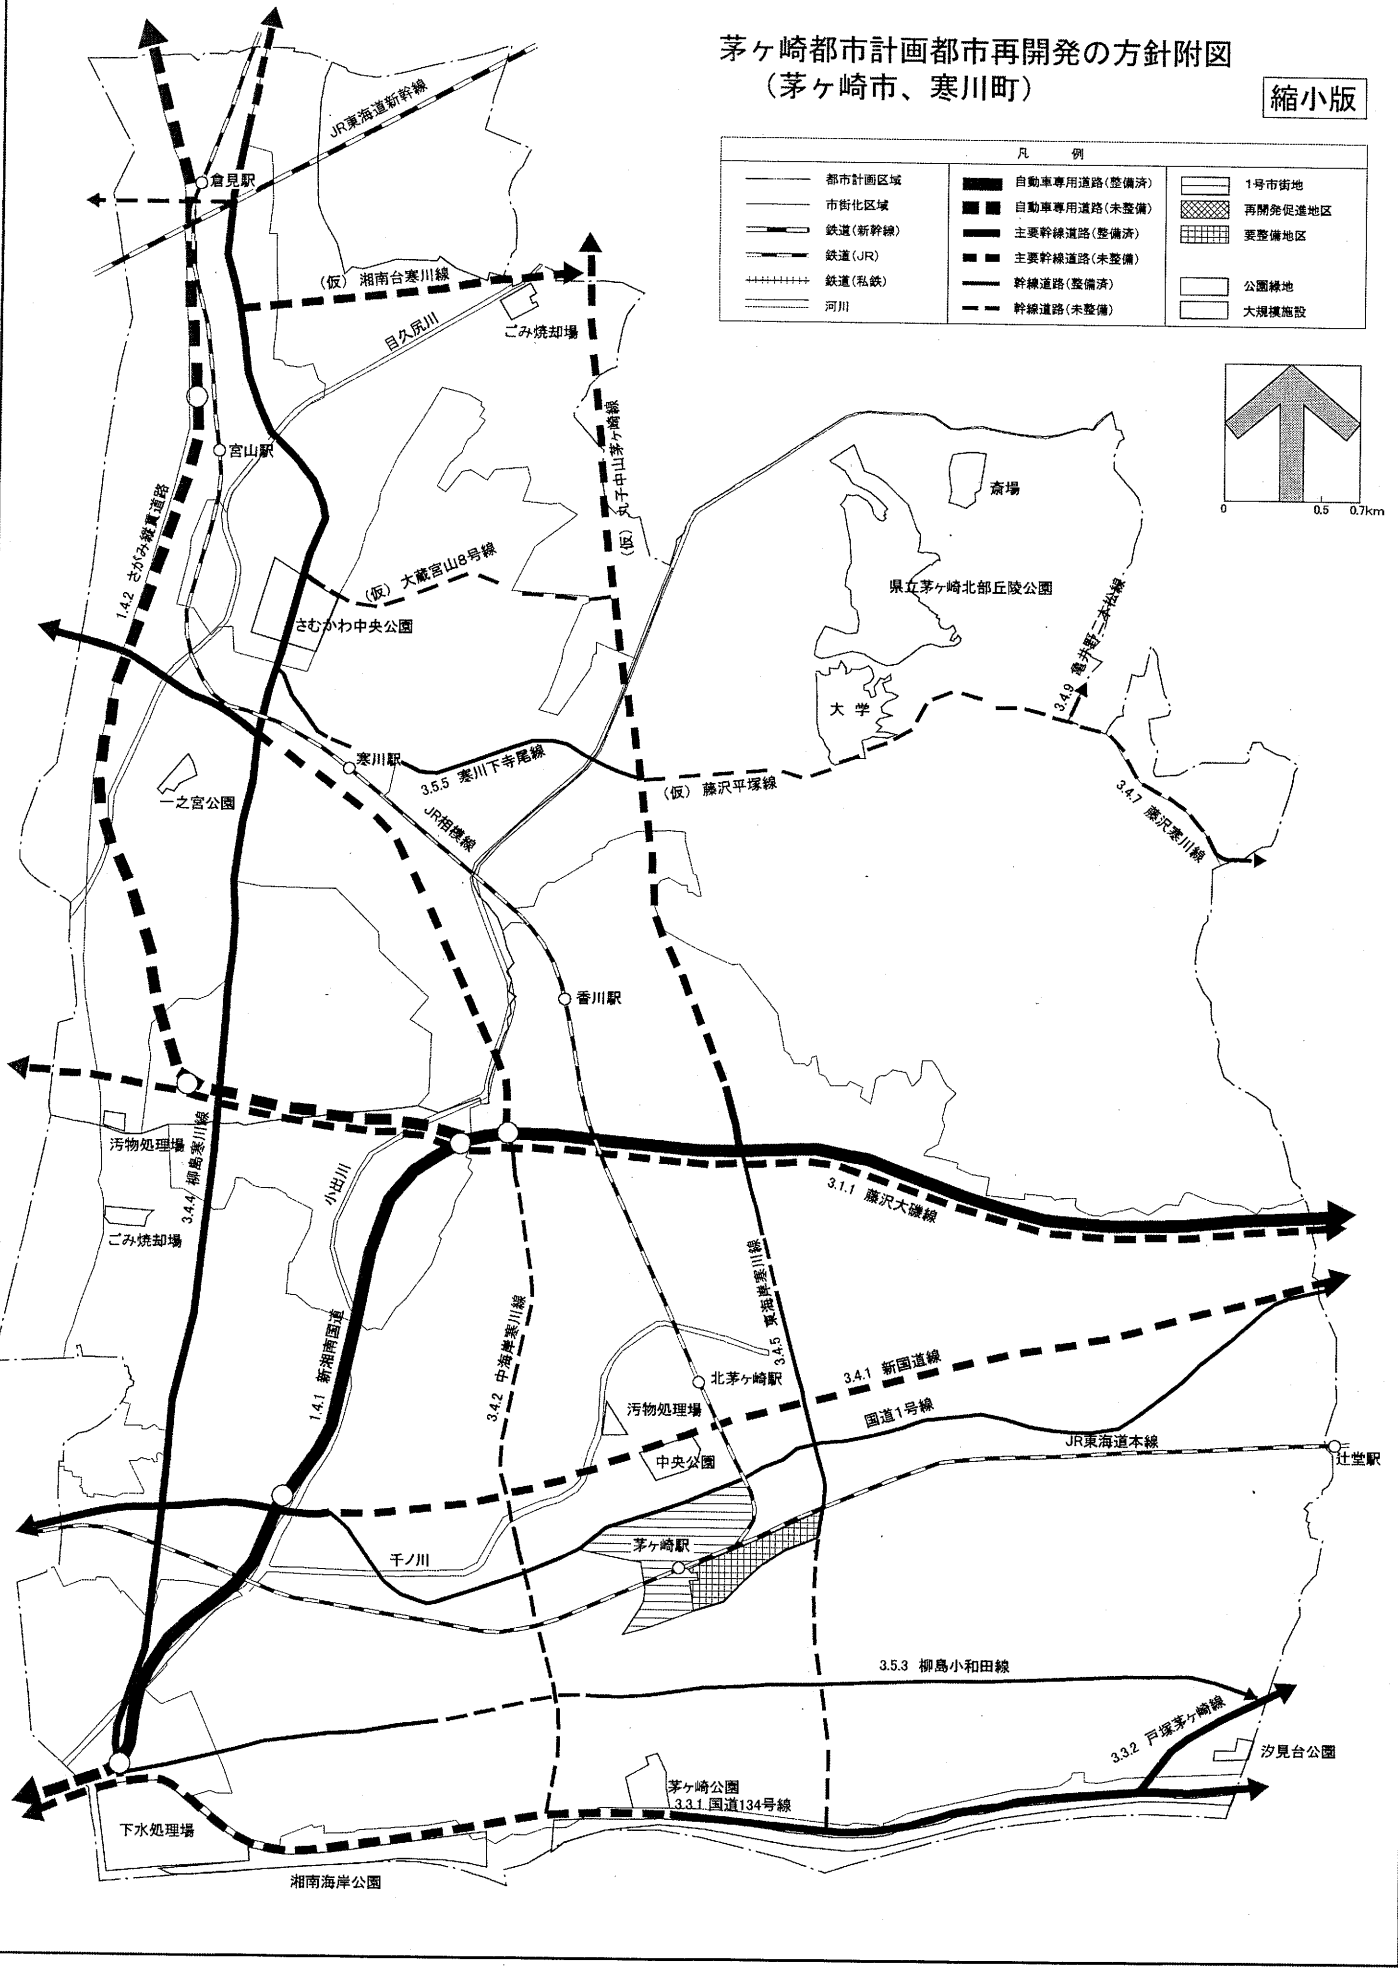 茅ヶ崎都市計画都市再開発の方針附図
（茅ヶ崎市、寒川町）
縮小版
凡 例
都市計画区域
市街化区域
鉄道（新幹線）
鉄道（JR）
鉄道（私鉄）
河川
自動車専用道路（整備済）
自動車専用道路（未整備）
主要幹線道路（整備済）
主要幹線道路（未整備）
幹線道路（整備済）
幹線道路（未整備）
1号市街地
再開発促進地区
要整備地区
公園緑地
大規模施設
0 0.5 0.7km
JR東海道新幹線
倉見駅
（仮）湘南台寒川線
目久尻川
ごみ焼却場
宮山駅
（仮）丸子中山茅ヶ崎線
斎場
1.4.2 さがみ縦貫道路
（仮）大蔵宮山8号線
県立茅ヶ崎北部丘陵公園
さむかわ中央公園
3.4.9 亀井野二本松線
大学
寒川駅
3.5.5 寒川下寺尾線
（仮）藤沢平塚線
一之宮公園
JR相模線
3.4.7 藤沢寒川線
香川駅
汚物処理場
3.4.4 柳島寒川線
小出川
3.1.1 藤沢大磯線
ごみ焼却場
1.4.1 新湘南国道
3.4.2 中海岸寒川線
3.4.5 東海岸寒川線
北茅ヶ崎駅
3.4.1 新国道線
汚物処理場
国道1号線
中央公園
JR東海道本線
辻堂駅
茅ヶ崎駅
千ノ川
3.5.3 柳島小和田線
3.3.2 戸塚茅ヶ崎線
汐見台公園
茅ヶ崎公園
3.3.1 国道134号線
下水処理場
湘南海岸公園